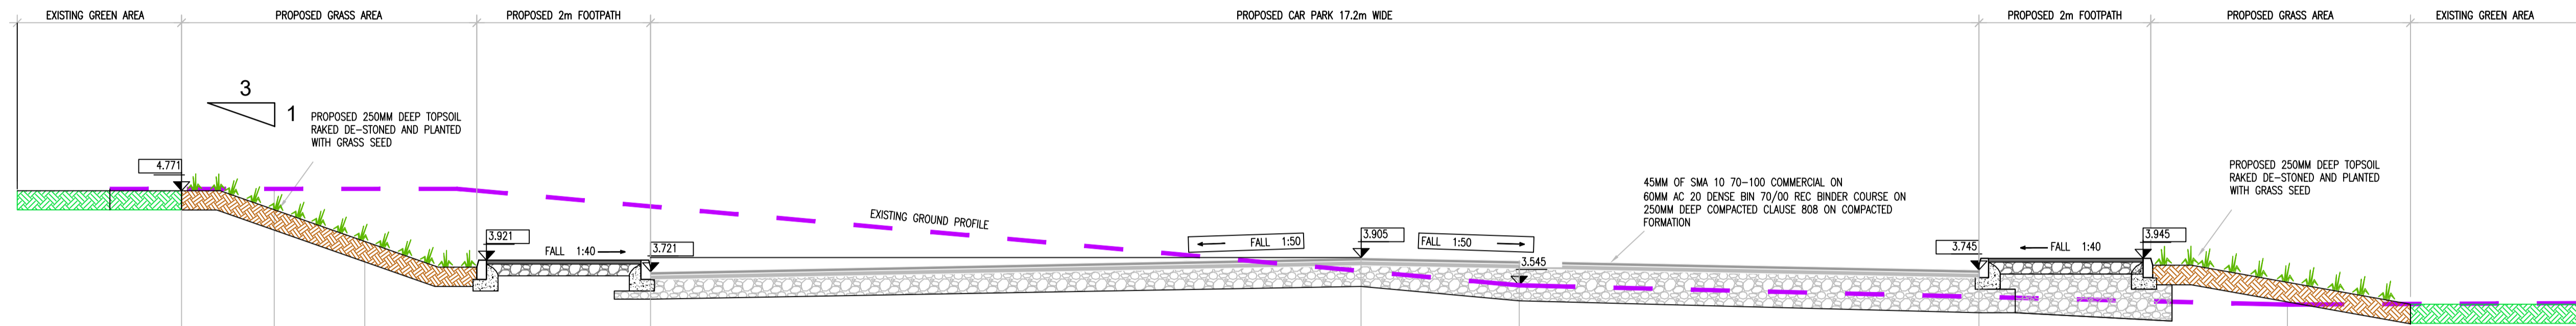 EXISTING GREEN AREA
PROPOSED GRASS AREA
PROPOSED 2m FOOTPATH
PROPOSED CAR PARK 17.2m WIDE
PROPOSED 2m FOOTPATH
PROPOSED GRASS AREA
EXISTING GREEN AREA
3
1
PROPOSED 250MM DEEP TOPSOIL
RAKED DE-STONED AND PLANTED
WITH GRASS SEED
4.771
3.921
FALL 1:40
3.721
EXISTING GROUND PROFILE
FALL 1:50
3.905
FALL 1:50
3.545
45MM OF SMA 10 70-100 COMMERCIAL ON
60MM AC 20 DENSE BIN 70/00 REC BINDER COURSE ON
250MM DEEP COMPACTED CLAUSE 808 ON COMPACTED
FORMATION
3.745
FALL 1:40
3.945
PROPOSED 250MM DEEP TOPSOIL
RAKED DE-STONED AND PLANTED
WITH GRASS SEED